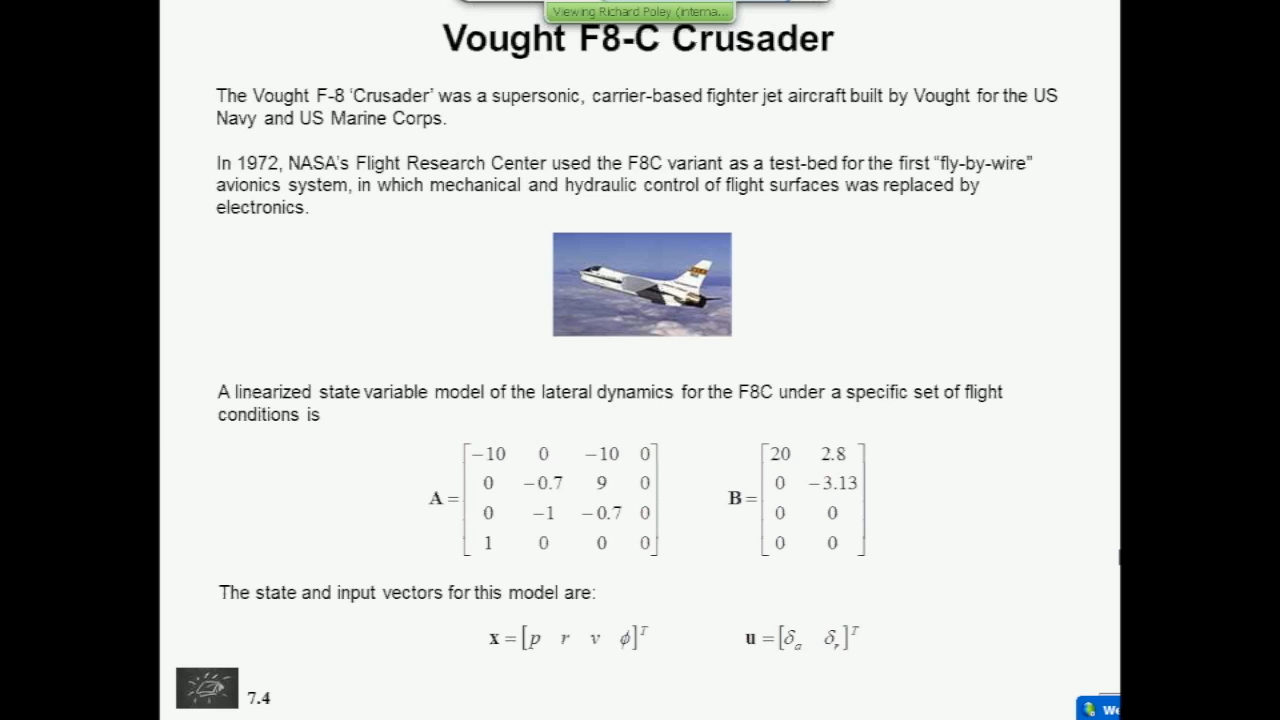 Viewing Richard Poley (interna...
Vought F8-C Crusader
The Vought F-8 ‘Crusader’ was a supersonic, carrier-based fighter jet aircraft built by Vought for the US
Navy and US Marine Corps.
In 1972, NASA’s Flight Research Center used the F8C variant as a test-bed for the first “fly-by-wire”
avionics system, in which mechanical and hydraulic control of flight surfaces was replaced by
electronics.
A linearized state variable model of the lateral dynamics for the F8C under a specific set of flight
conditions is
−10 0 −10 0 20 2.8
0 −0.7 9 0 0 −3.13
A = B =
0 −1 −0.7 0 0 0
1 0 0 0 0 0
The state and input vectors for this model are:
x = [p r v ϕ]ᵀ u = [δₐ δᵣ]ᵀ
7.4
We